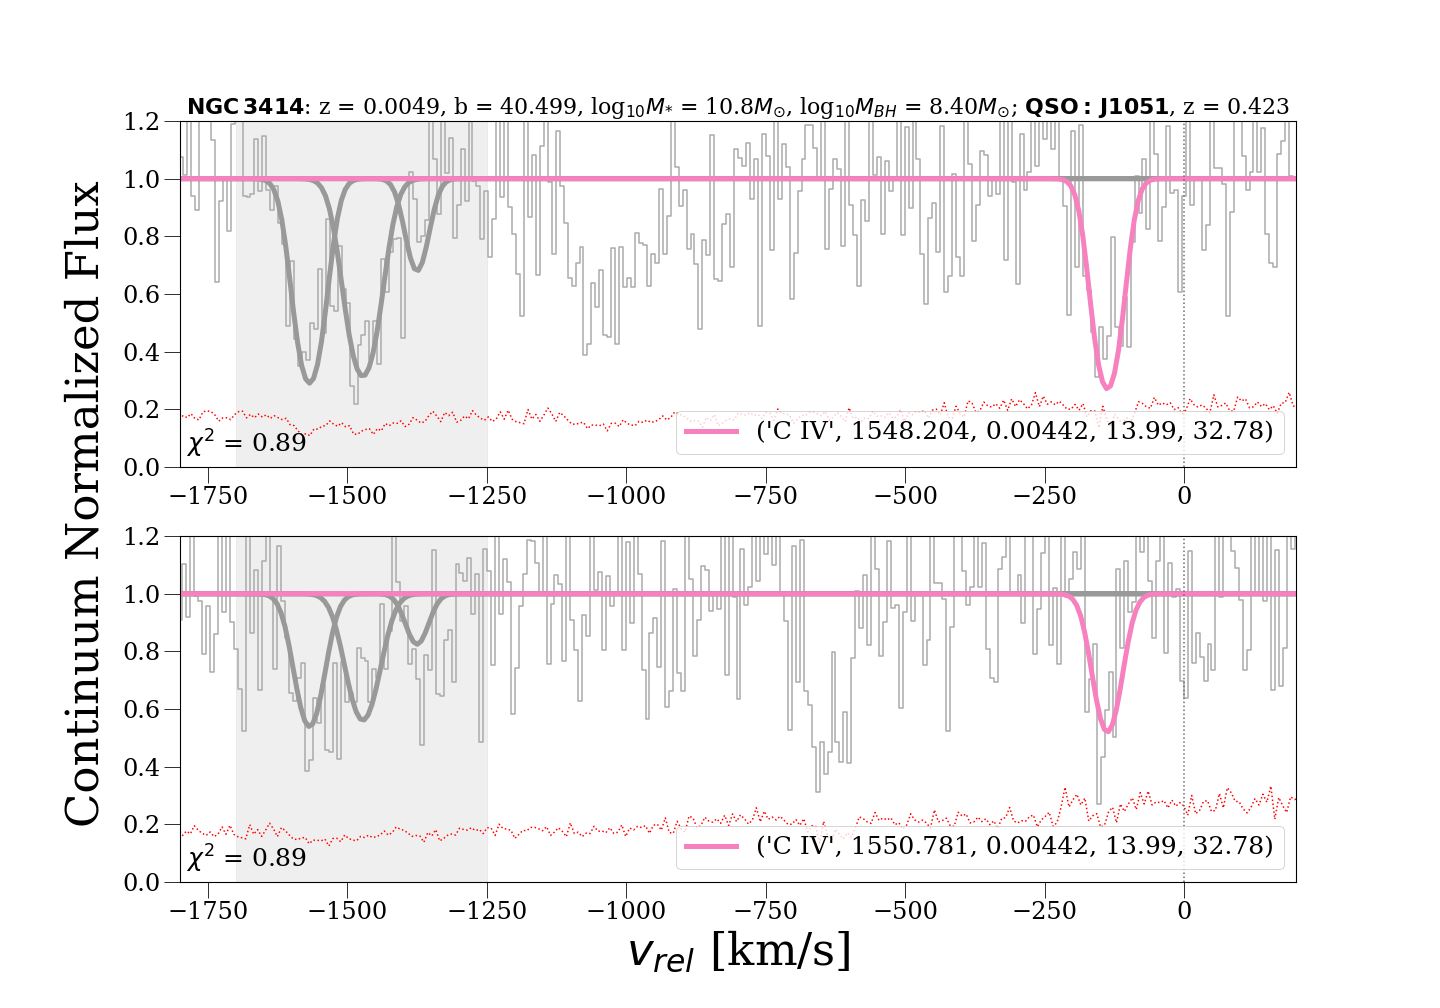 NGC 3414: z = 0.0049, b = 40.499, log₁₀M* = 10.8M⊙, log₁₀M_BH = 8.40M⊙; QSO : J1051, z = 0.423
Continuum Normalized Flux
1.2
1.0
0.8
0.6
0.4
0.2
0.0
χ² = 0.89
('C IV', 1548.204, 0.00442, 13.99, 32.78)
−1750 −1500 −1250 −1000 −750 −500 −250 0
1.2
1.0
0.8
0.6
0.4
0.2
0.0
χ² = 0.89
('C IV', 1550.781, 0.00442, 13.99, 32.78)
−1750 −1500 −1250 −1000 −750 −500 −250 0
v_rel [km/s]